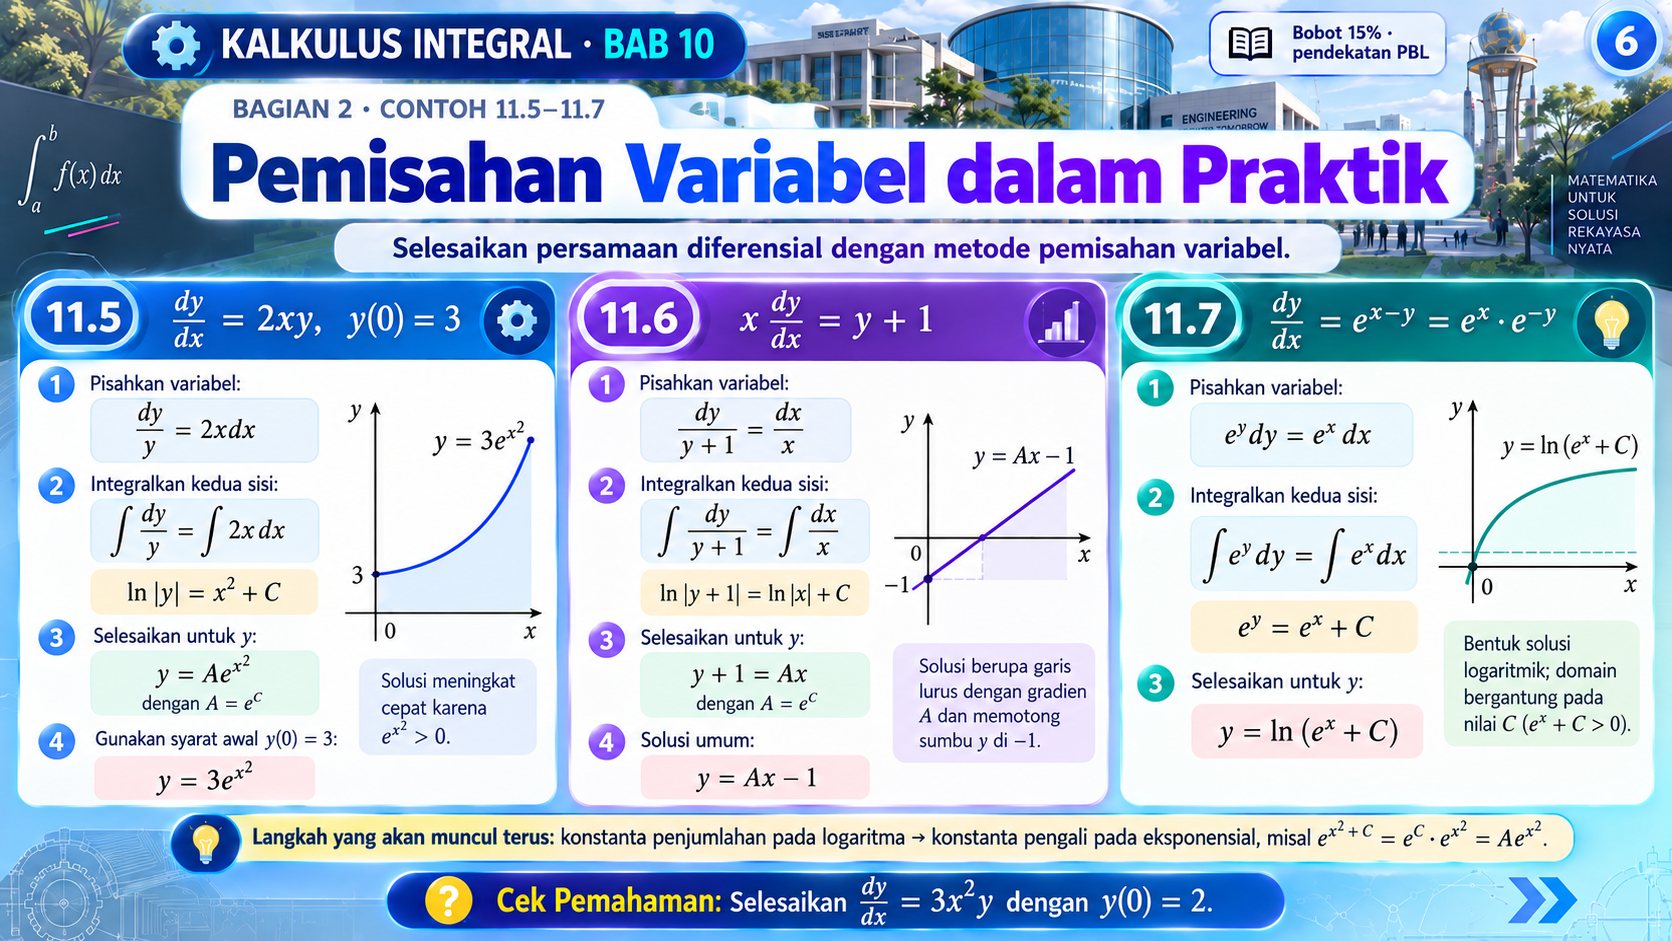 KALKULUS INTEGRAL · BAB 10
Bobot 15% ·
pendekatan PBL
6
BAGIAN 2 • CONTOH 11.5–11.7
ENGINEERING
Pemisahan Variabel dalam Praktik
∫_a^b f(x) dx
MATEMATIKA
UNTUK
SOLUSI
REKAYASA
NYATA
Selesaikan persamaan diferensial dengan metode pemisahan variabel.
11.5 dy/dx = 2xy, y(0) = 3
1 Pisahkan variabel:
dy/y = 2xdx
2 Integralkan kedua sisi:
∫ dy/y = ∫ 2x dx
ln |y| = x² + C
3 Selesaikan untuk y:
y = Ae^{x²}
dengan A = e^C
4 Gunakan syarat awal y(0) = 3:
y = 3e^{x²}
y
y = 3e^{x²}
3
0
x
Solusi meningkat
cepat karena
e^{x²} > 0.
11.6 x dy/dx = y + 1
1 Pisahkan variabel:
dy/(y + 1) = dx/x
2 Integralkan kedua sisi:
∫ dy/(y + 1) = ∫ dx/x
ln |y + 1| = ln |x| + C
3 Selesaikan untuk y:
y + 1 = Ax
dengan A = e^C
4 Solusi umum:
y = Ax − 1
y
y = Ax − 1
0
x
−1
Solusi berupa garis
lurus dengan gradien
A dan memotong
sumbu y di −1.
11.7 dy/dx = e^{x−y} = e^x · e^{−y}
1 Pisahkan variabel:
e^y dy = e^x dx
2 Integralkan kedua sisi:
∫ e^y dy = ∫ e^x dx
e^y = e^x + C
3 Selesaikan untuk y:
y = ln (e^x + C)
y
y = ln (e^x + C)
0
x
Bentuk solusi
logaritmik; domain
bergantung pada
nilai C (e^x + C > 0).
Langkah yang akan muncul terus: konstanta penjumlahan pada logaritma → konstanta pengali pada eksponensial, misal e^{x² + C} = e^C · e^{x²} = Ae^{x²}.
? Cek Pemahaman: Selesaikan dy/dx = 3x²y dengan y(0) = 2.